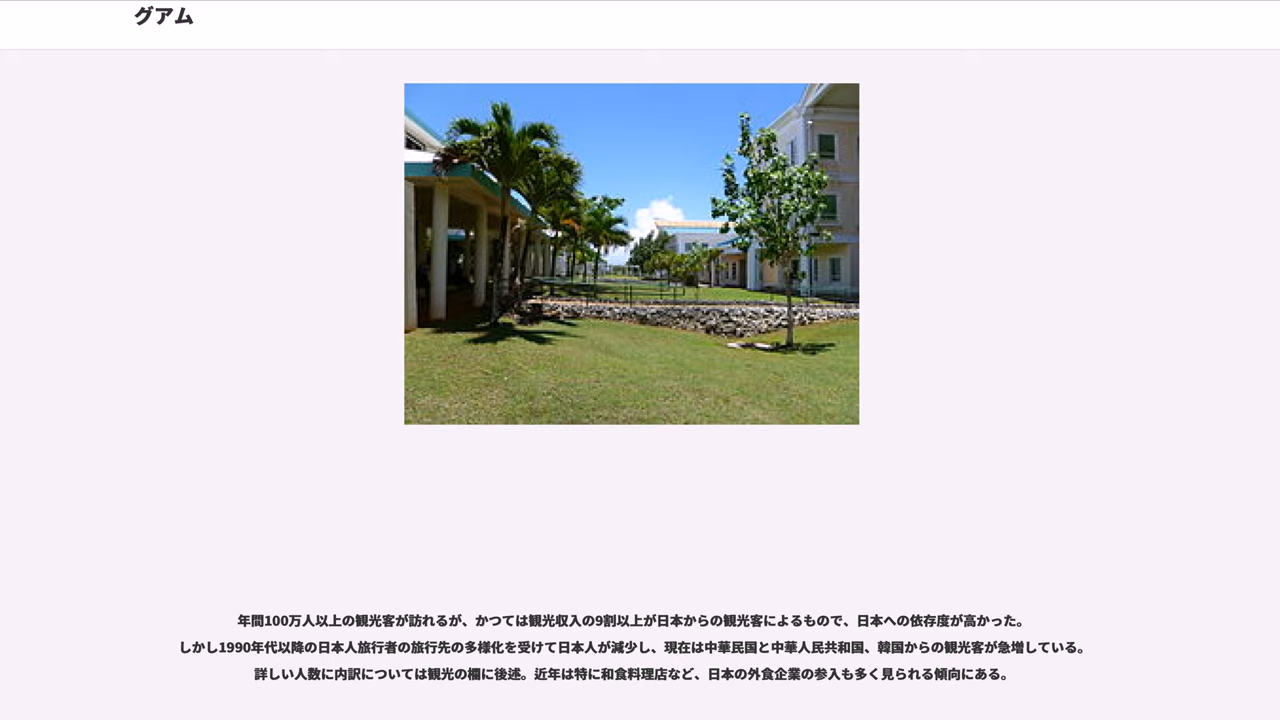 グアム
年間100万人以上の観光客が訪れるが、かつては観光収入の9割以上が日本からの観光客によるもので、日本への依存度が高かった。
しかし1990年代以降の日本人旅行者の旅行先の多様化を受けて日本人が減少し、現在は中華民国と中華人民共和国、韓国からの観光客が急増している。
詳しい人数に内訳については観光の欄に後述。近年は特に和食料理店など、日本の外食企業の参入も多く見られる傾向にある。